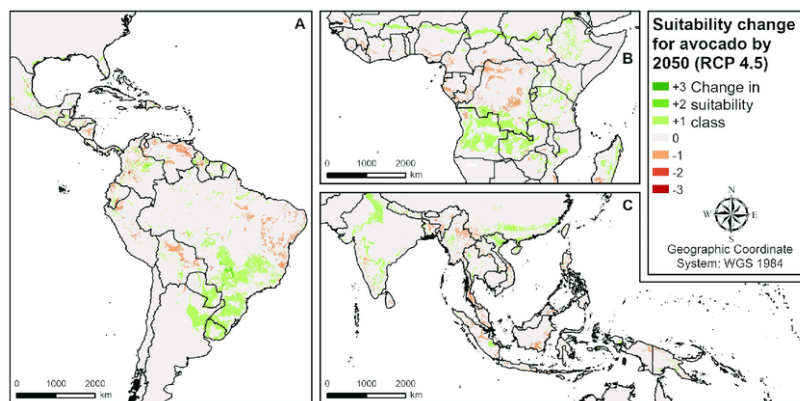 A
0 1000 2000
km
B
0 1000 2000
km
C
0 1000 2000
km
Suitability change
for avocado by
2050 (RCP 4.5)
+3 Change in
+2 suitability
+1 class
0
-1
-2
-3
N
W E
S
Geographic Coordinate
System: WGS 1984